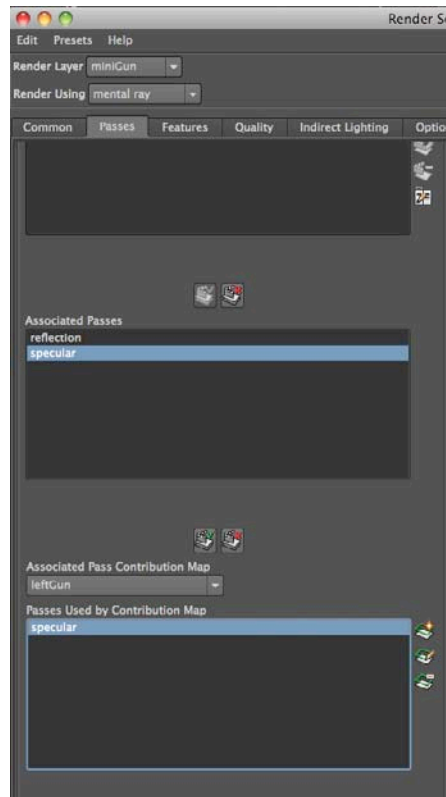 Render Se
Edit Presets Help
Render Layer miniGun
Render Using mental ray
Common Passes Features Quality Indirect Lighting Optio
Associated Passes
reflection
specular
Associated Pass Contribution Map
leftGun
Passes Used by Contribution Map
specular